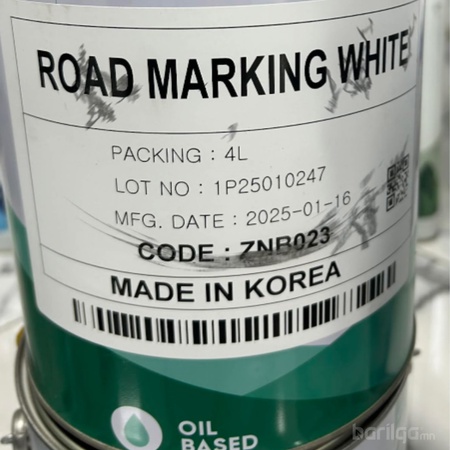 ROAD MARKING WHITE
PACKING : 4L
LOT NO : 1P25010247
MFG. DATE : 2025-01-16
CODE : ZNR023
MADE IN KOREA
OIL
BASED
barilga.mn